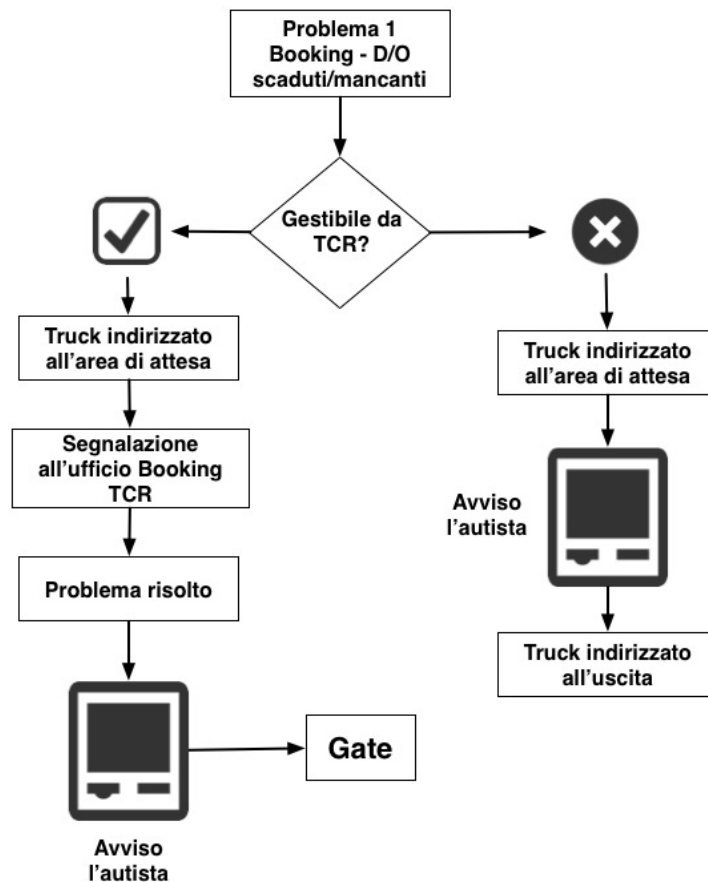 Problema 1
Booking - D/O
scaduti/mancanti
Gestibile da
TCR?
Truck indirizzato
all'area di attesa
Segnalazione
all'ufficio Booking
TCR
Problema risolto
Avviso
l'autista
Gate
Truck indirizzato
all'area di attesa
Avviso
l'autista
Truck indirizzato
all'uscita